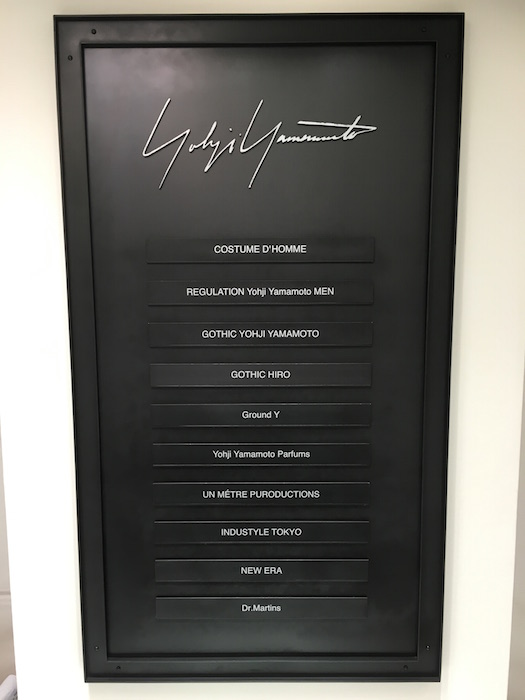 Yohji Yamamoto
COSTUME D'HOMME
REGULATION Yohji Yamamoto MEN
GOTHIC YOHJI YAMAMOTO
GOTHIC HIRO
Ground Y
Yohji Yamamoto Parfums
UN MÉTRE PURODUCTIONS
INDUSTYLE TOKYO
NEW ERA
Dr.Martins